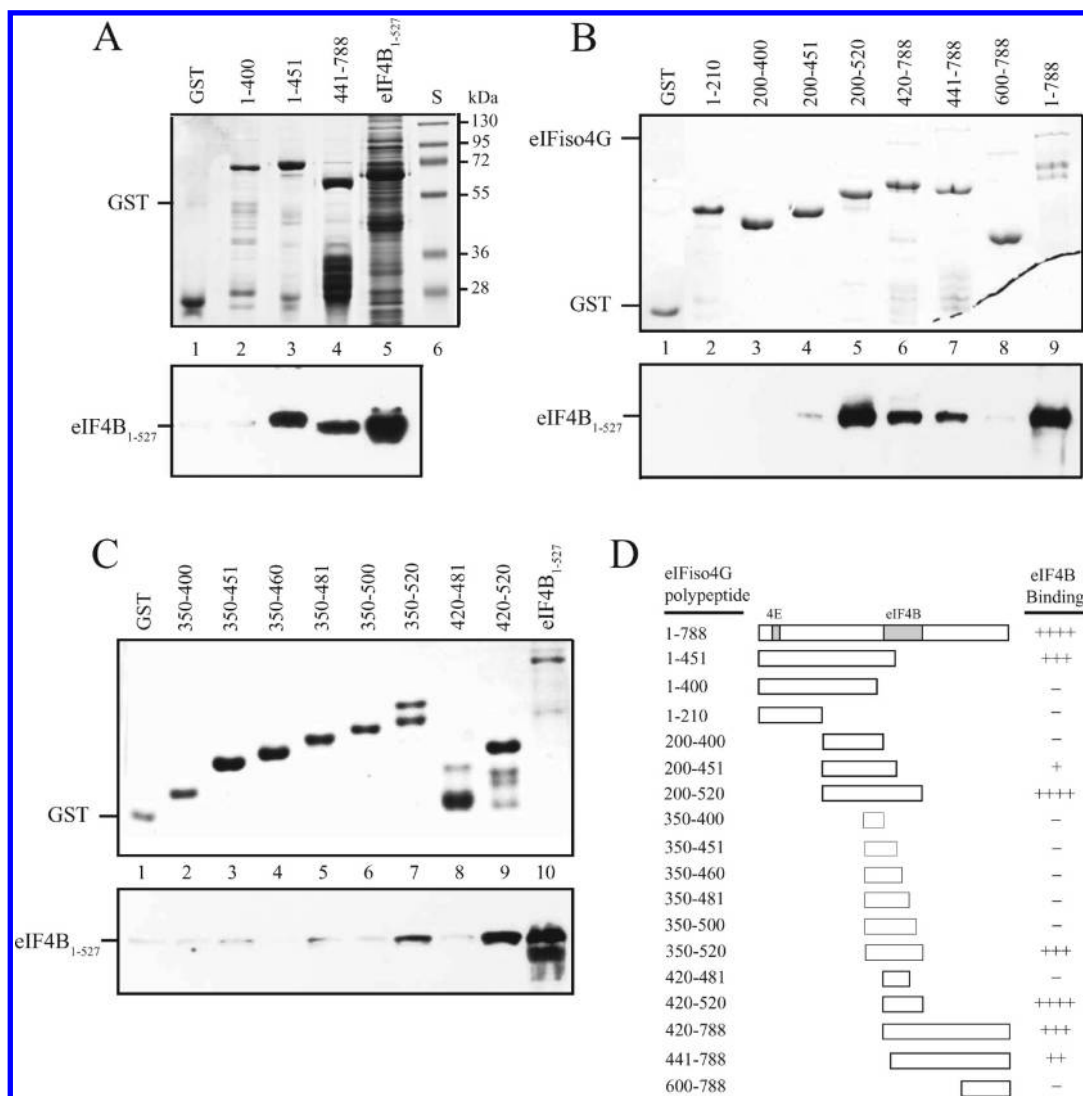 A
GST
1-400
1-451
441-788
eIF4B1-527
S
kDa
130
95
72
55
36
28
GST
1 2 3 4 5 6
eIF4B1-527
B
GST
1-210
200-400
200-451
200-520
420-788
441-788
600-788
1-788
eIFiso4G
GST
1 2 3 4 5 6 7 8 9
eIF4B1-527
C
GST
350-400
350-451
350-460
350-481
350-500
350-520
420-481
420-520
eIF4B1-527
GST
1 2 3 4 5 6 7 8 9 10
eIF4B1-527
D
eIFiso4G
polypeptide
eIF4B
Binding
4E eIF4B
1-788 ++++
1-451 +++
1-400 –
1-210 –
200-400 –
200-451 +
200-520 ++++
350-400 –
350-451 –
350-460 –
350-481 –
350-500 –
350-520 +++
420-481 –
420-520 ++++
420-788 +++
441-788 ++
600-788 –